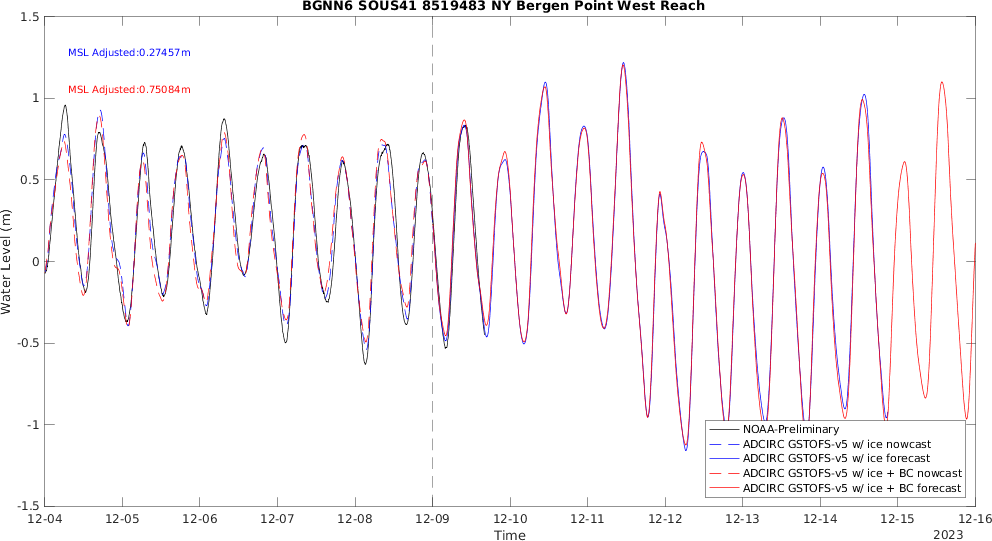 BGNN6 SOUS41 8519483 NY Bergen Point West Reach
MSL Adjusted:0.27457m
MSL Adjusted:0.75084m
Water Level (m)
1.5
1
0.5
0
-0.5
-1
-1.5
NOAA-Preliminary
ADCIRC GSTOFS-v5 w/ ice nowcast
ADCIRC GSTOFS-v5 w/ ice forecast
ADCIRC GSTOFS-v5 w/ ice + BC nowcast
ADCIRC GSTOFS-v5 w/ ice + BC forecast
12-04 12-05 12-06 12-07 12-08 12-09 12-10 12-11 12-12 12-13 12-14 12-15 12-16
Time
2023